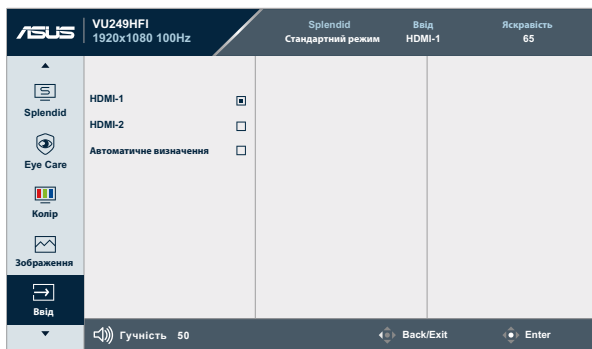 ASUS
VU249HFI
1920x1080 100Hz
Splendid
Стандартний режим
Ввід
HDMI-1
Яскравість
65
Splendid
Eye Care
Колір
Зображення
Ввід
HDMI-1
HDMI-2
Автоматичне визначення
Гучність 50
Back/Exit
Enter